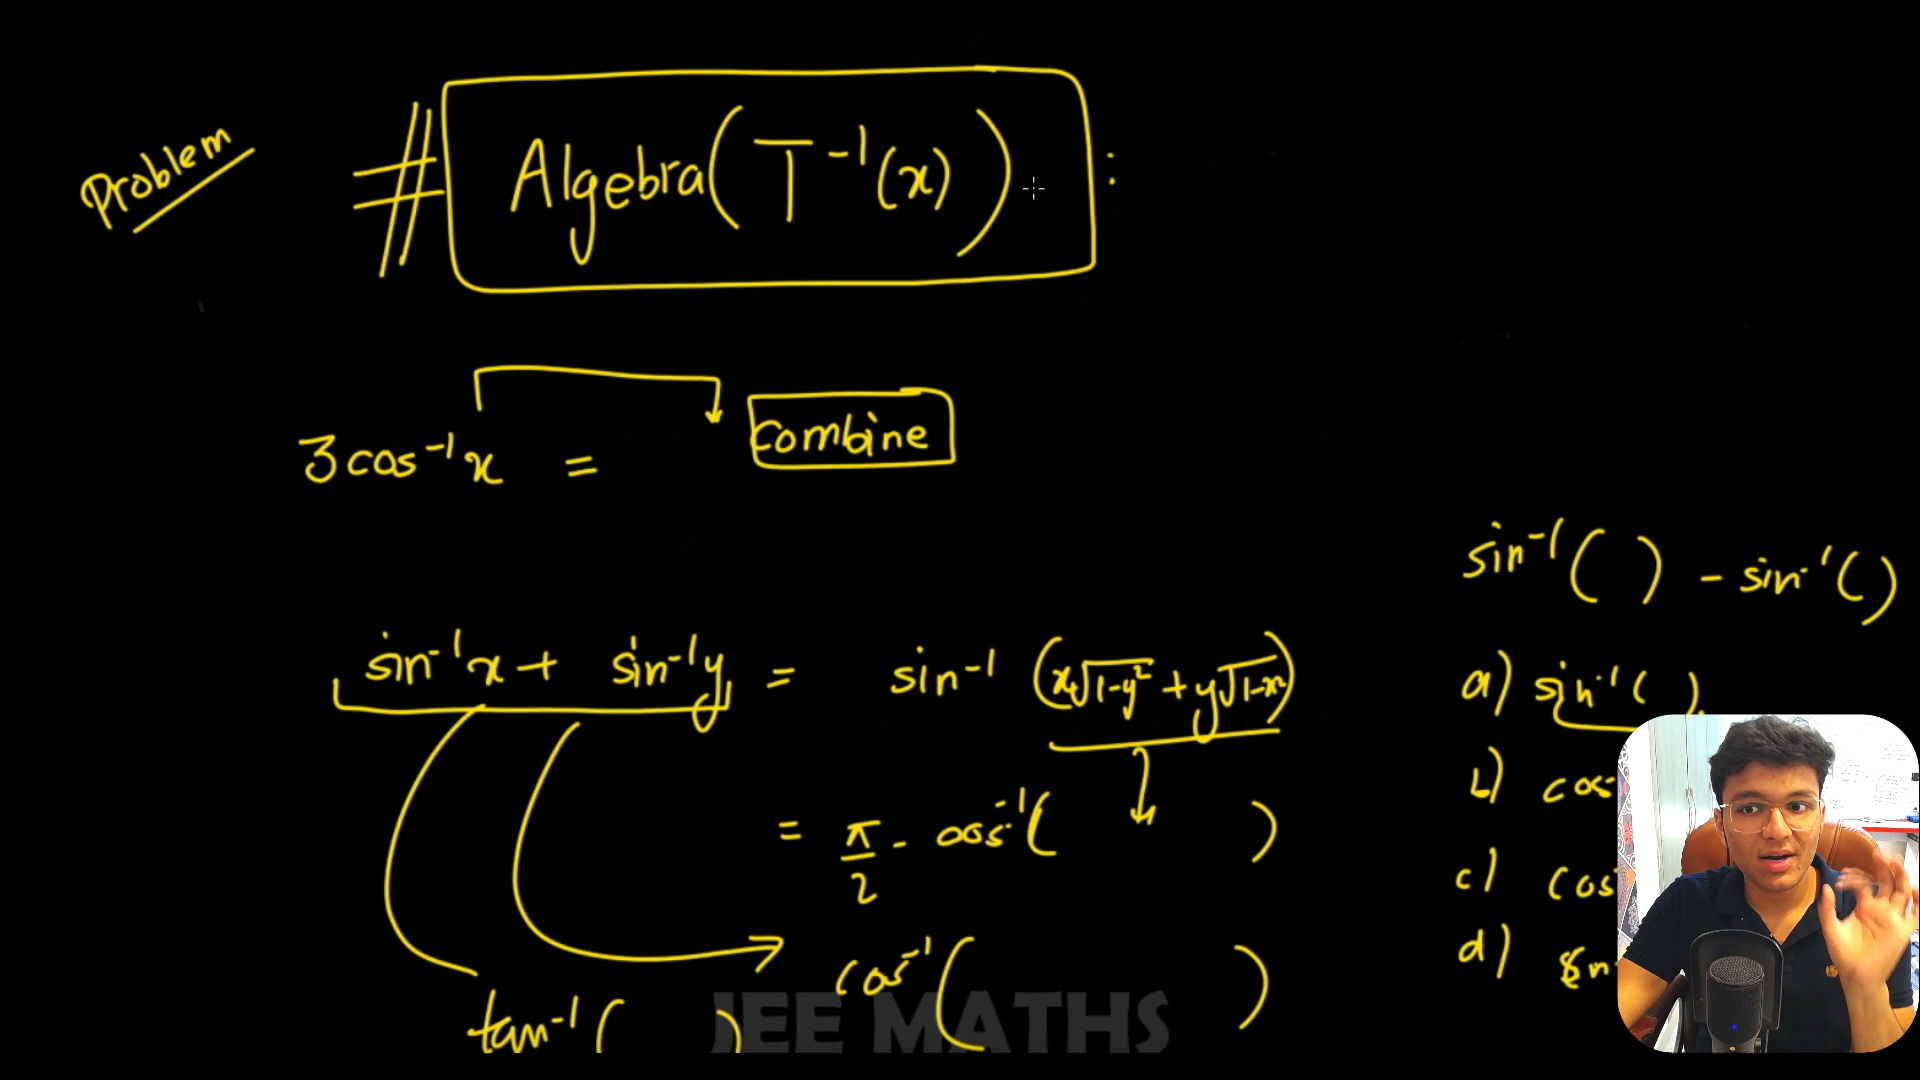 Problem
# Algebra(T⁻¹(x)) :
combine
3cos⁻¹x =
sin⁻¹( ) - sin⁻¹( )
sin⁻¹x + sin⁻¹y = sin⁻¹(x√1-y² + y√1-x²)
a) sin⁻¹( )
b) cos-
= π/2 - cos⁻¹( )
c) cos
d) sin-
cos⁻¹( )
tan⁻¹( )
JEE MATHS